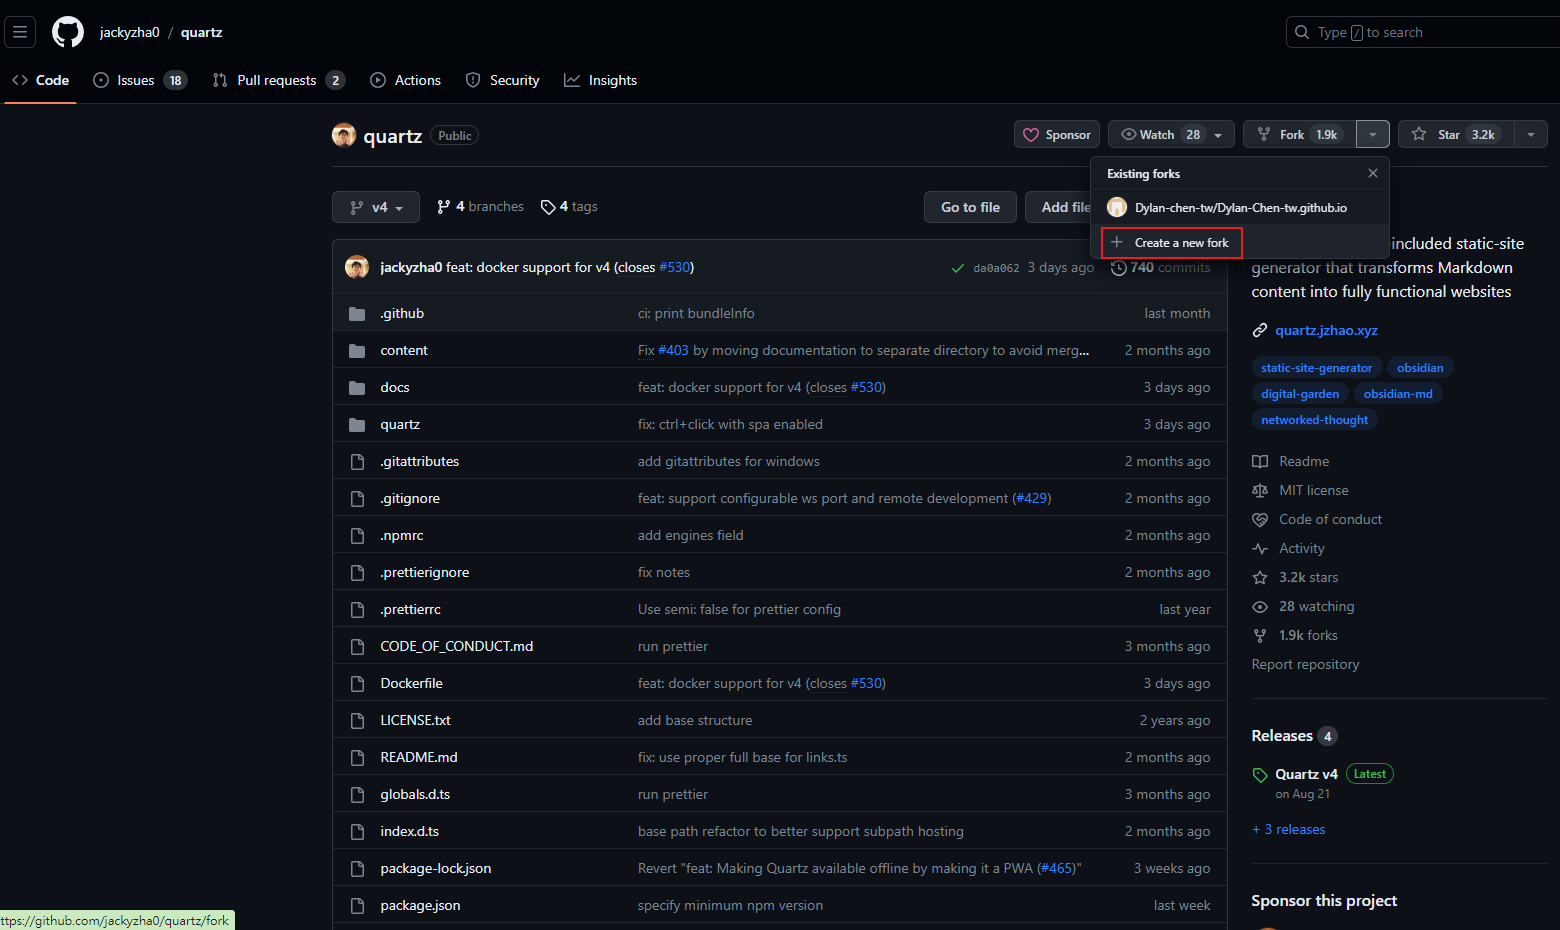 jackyzha0 / quartz
Type / to search
Code
Issues 18
Pull requests 2
Actions
Security
Insights
quartz Public
Sponsor
Watch 28
Fork 1.9k
Star 3.2k
Existing forks
Dylan-chen-tw/Dylan-Chen-tw.github.io
Create a new fork
v4
4 branches
4 tags
Go to file
Add file
jackyzha0 feat: docker support for v4 (closes #530)
da0a062 3 days ago
740 commits
.github ci: print bundleInfo last month
content Fix #403 by moving documentation to separate directory to avoid merg... 2 months ago
docs feat: docker support for v4 (closes #530) 3 days ago
quartz fix: ctrl+click with spa enabled 3 days ago
.gitattributes add gitattributes for windows 2 months ago
.gitignore feat: support configurable ws port and remote development (#429) 2 months ago
.npmrc add engines field 2 months ago
.prettierignore fix notes 2 months ago
.prettierrc Use semi: false for prettier config last year
CODE_OF_CONDUCT.md run prettier 3 months ago
Dockerfile feat: docker support for v4 (closes #530) 3 days ago
LICENSE.txt add base structure 2 years ago
README.md fix: use proper full base for links.ts 2 months ago
globals.d.ts run prettier 3 months ago
index.d.ts base path refactor to better support subpath hosting 2 months ago
package-lock.json Revert "feat: Making Quartz available offline by making it a PWA (#465)" 3 weeks ago
package.json specify minimum npm version last week
-included static-site
generator that transforms Markdown
content into fully functional websites
quartz.jzhao.xyz
static-site-generator obsidian
digital-garden obsidian-md
networked-thought
Readme
MIT license
Code of conduct
Activity
3.2k stars
28 watching
1.9k forks
Report repository
Releases 4
Quartz v4 Latest
on Aug 21
+ 3 releases
Sponsor this project
ttps://github.com/jackyzha0/quartz/fork